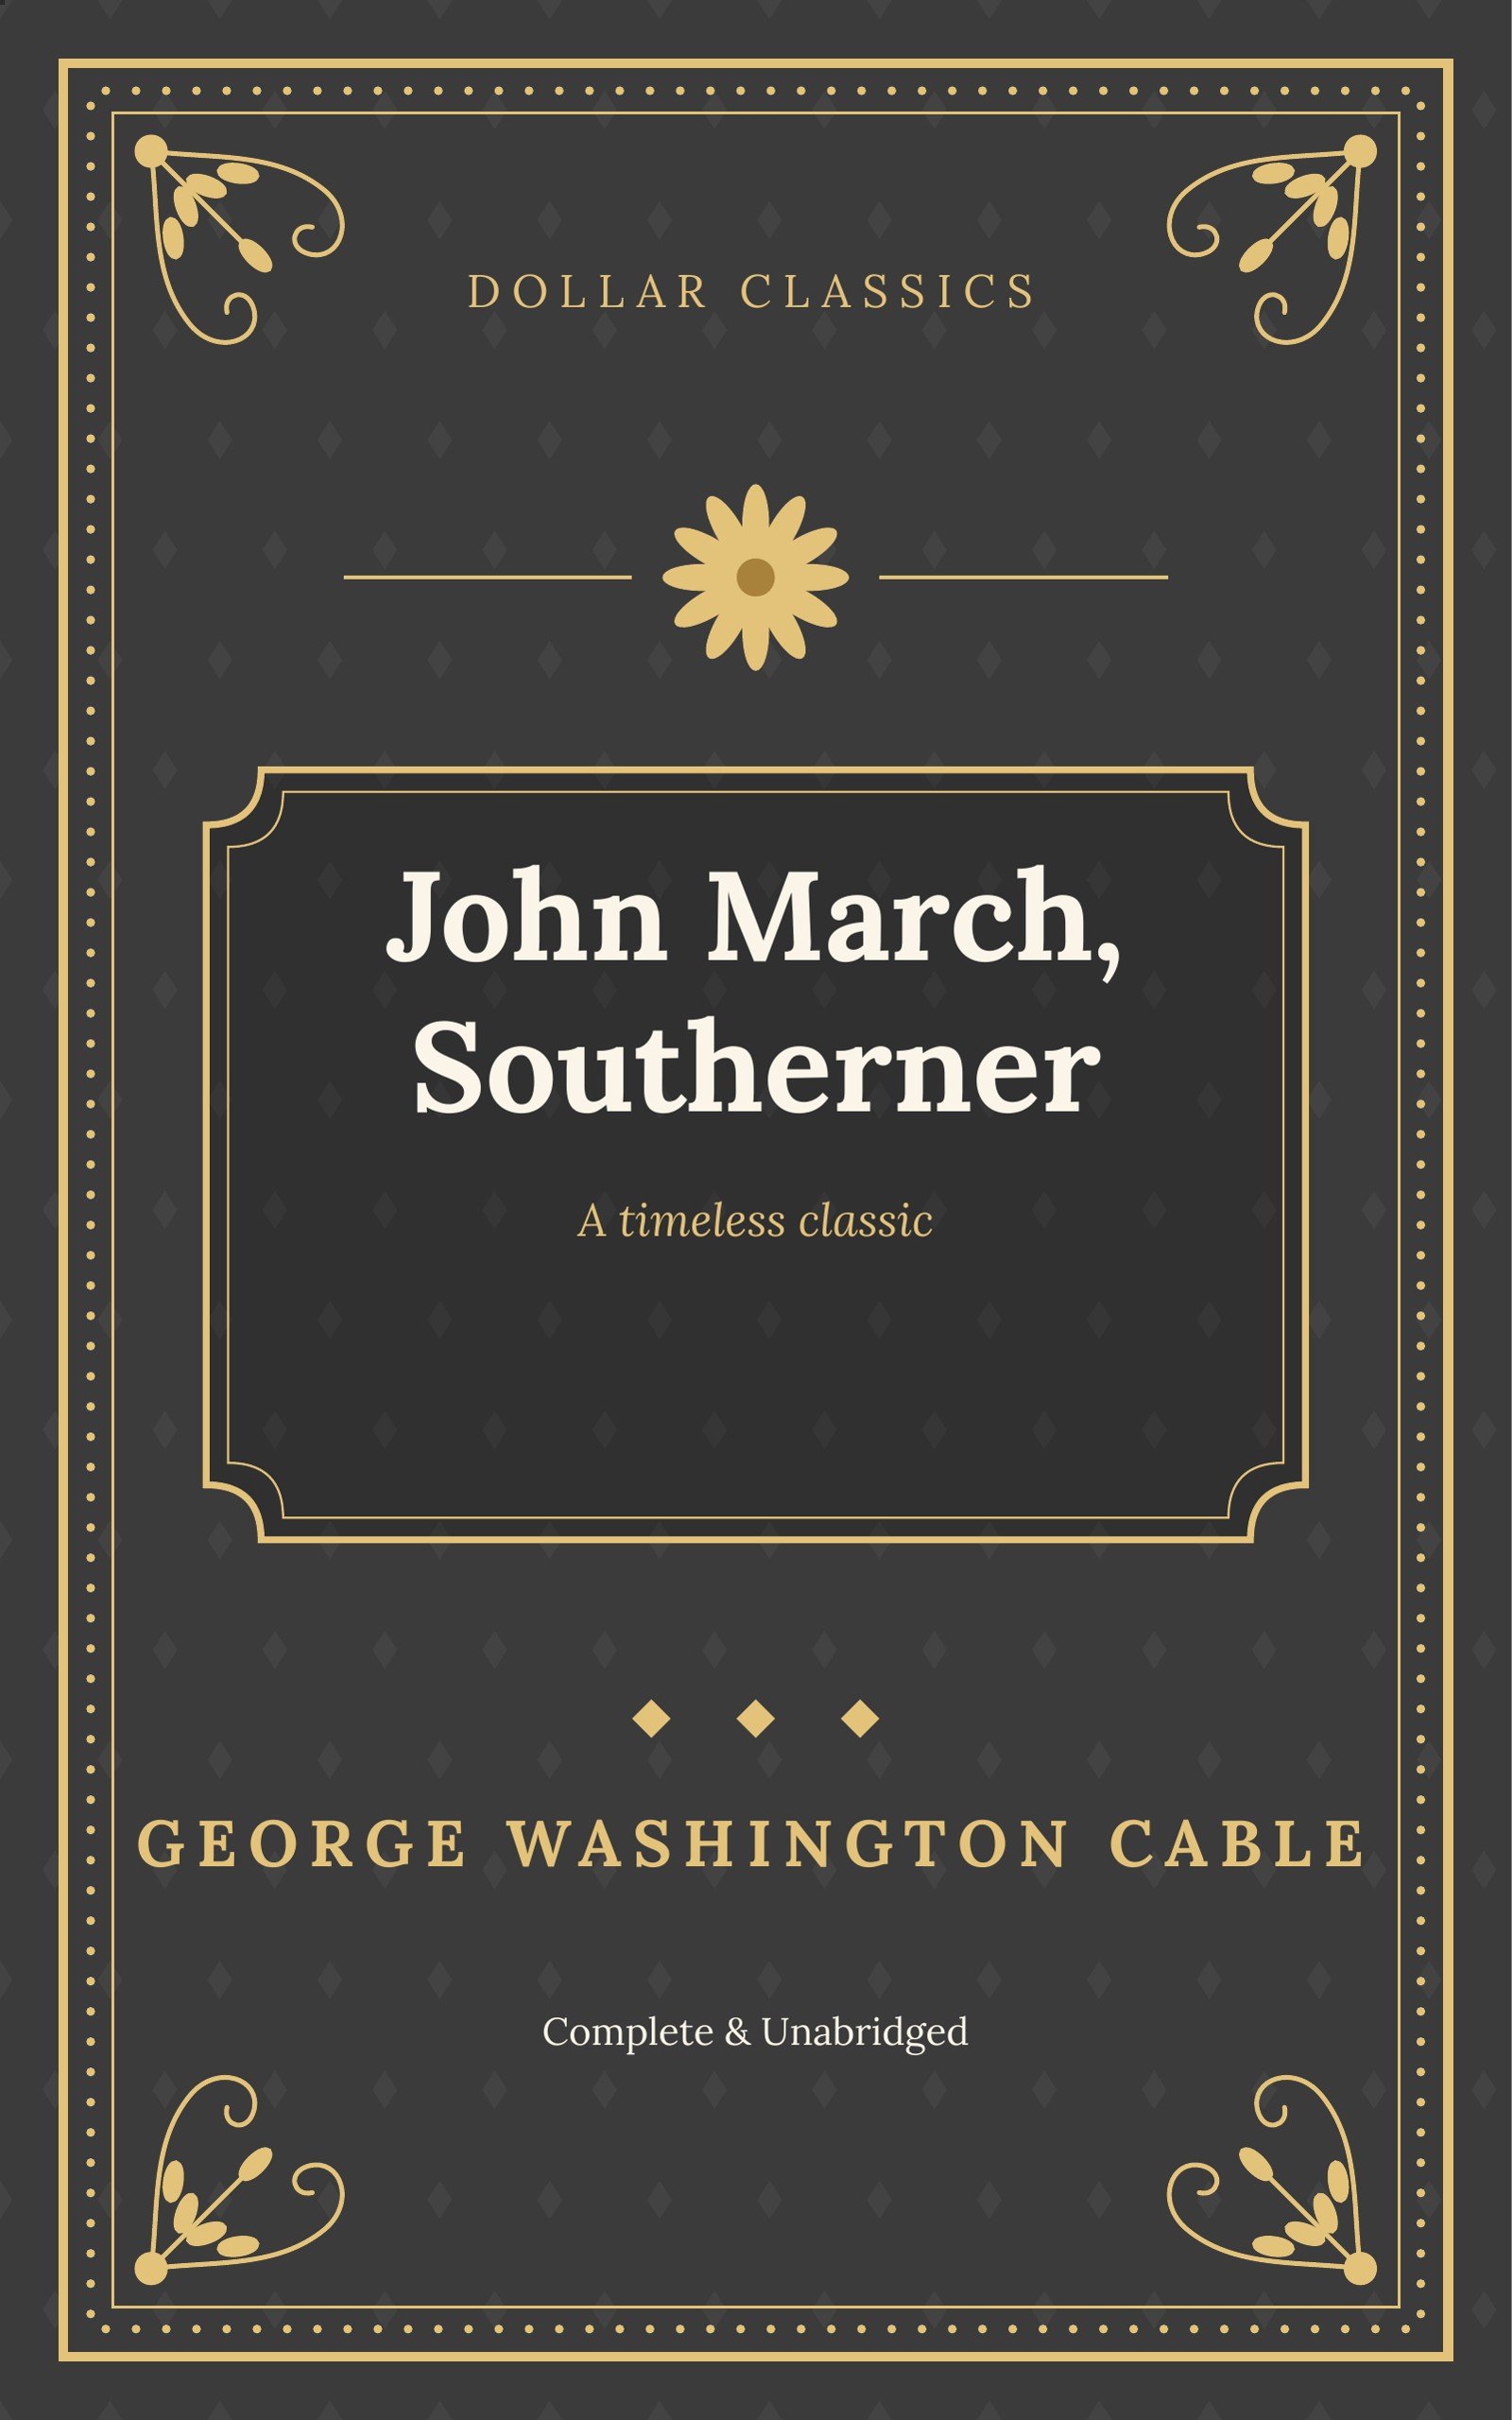 DOLLAR CLASSICS
John March,
Southerner
A timeless classic
GEORGE WASHINGTON CABLE
Complete & Unabridged